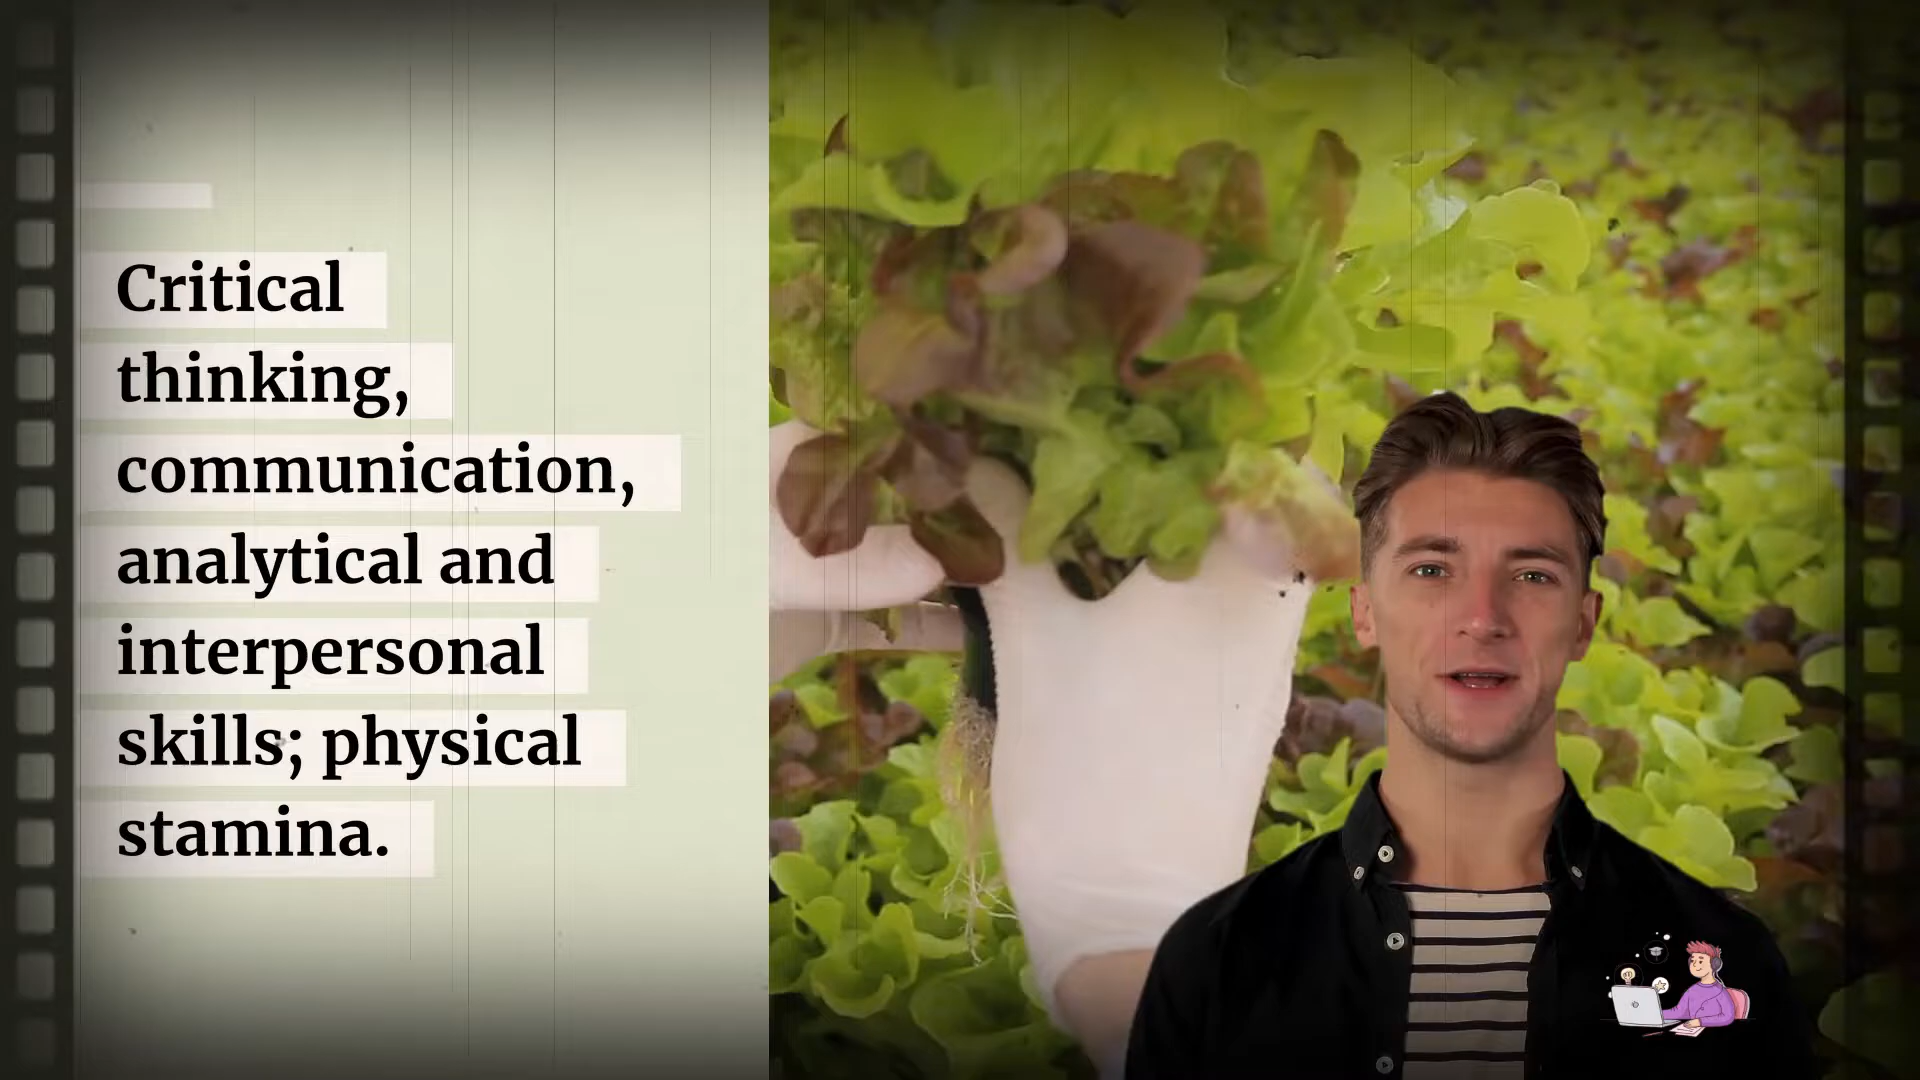 Critical
thinking,
communication,
analytical and
interpersonal
skills; physical
stamina.